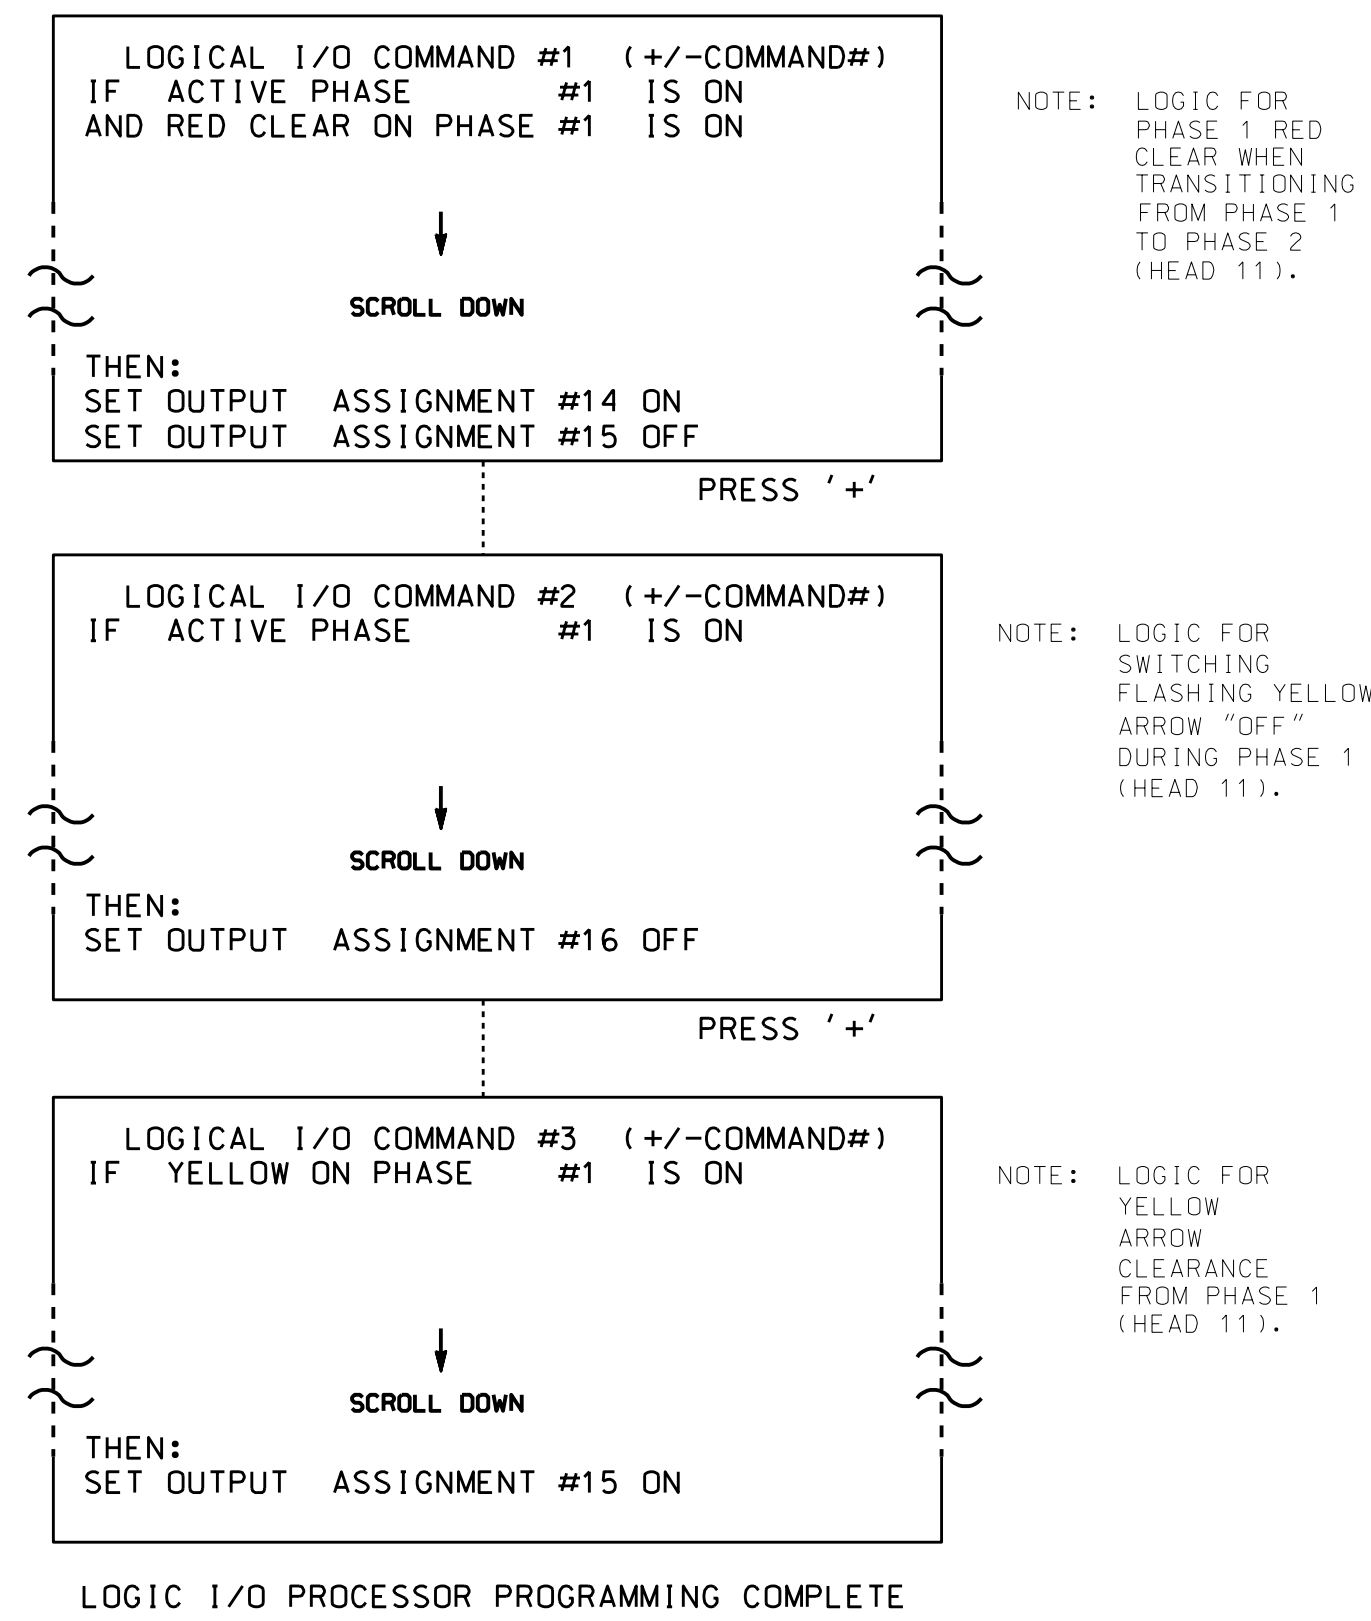 LOGICAL I/O COMMAND #1 (+/-COMMAND#)
IF ACTIVE PHASE #1 IS ON
AND RED CLEAR ON PHASE #1 IS ON
SCROLL DOWN
THEN:
SET OUTPUT ASSIGNMENT #14 ON
SET OUTPUT ASSIGNMENT #15 OFF
NOTE: LOGIC FOR
PHASE 1 RED
CLEAR WHEN
TRANSITIONING
FROM PHASE 1
TO PHASE 2
(HEAD 11).
PRESS '+'
LOGICAL I/O COMMAND #2 (+/-COMMAND#)
IF ACTIVE PHASE #1 IS ON
SCROLL DOWN
THEN:
SET OUTPUT ASSIGNMENT #16 OFF
NOTE: LOGIC FOR
SWITCHING
FLASHING YELLOW
ARROW "OFF"
DURING PHASE 1
(HEAD 11).
PRESS '+'
LOGICAL I/O COMMAND #3 (+/-COMMAND#)
IF YELLOW ON PHASE #1 IS ON
SCROLL DOWN
THEN:
SET OUTPUT ASSIGNMENT #15 ON
NOTE: LOGIC FOR
YELLOW
ARROW
CLEARANCE
FROM PHASE 1
(HEAD 11).
LOGIC I/O PROCESSOR PROGRAMMING COMPLETE